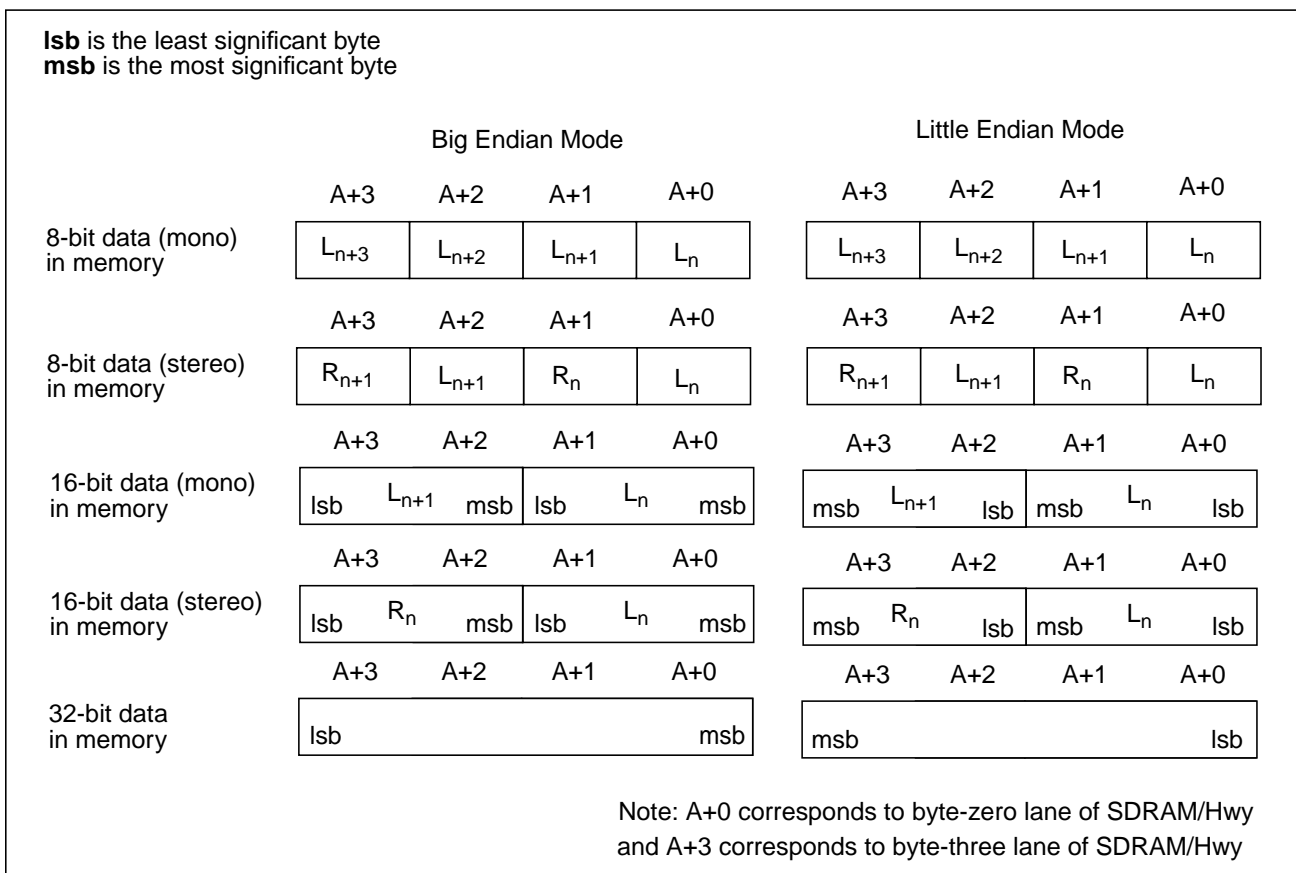 lsb is the least significant byte
msb is the most significant byte
Big Endian Mode
Little Endian Mode
A+3 A+2 A+1 A+0 A+3 A+2 A+1 A+0
8-bit data (mono)
in memory
Ln+3 Ln+2 Ln+1 Ln Ln+3 Ln+2 Ln+1 Ln
A+3 A+2 A+1 A+0 A+3 A+2 A+1 A+0
8-bit data (stereo)
in memory
Rn+1 Ln+1 Rn Ln Rn+1 Ln+1 Rn Ln
A+3 A+2 A+1 A+0 A+3 A+2 A+1 A+0
16-bit data (mono)
in memory
lsb Ln+1 msb lsb Ln msb msb Ln+1 lsb msb Ln lsb
A+3 A+2 A+1 A+0 A+3 A+2 A+1 A+0
16-bit data (stereo)
in memory
lsb Rn msb lsb Ln msb msb Rn lsb msb Ln lsb
A+3 A+2 A+1 A+0 A+3 A+2 A+1 A+0
32-bit data
in memory
lsb msb msb lsb
Note: A+0 corresponds to byte-zero lane of SDRAM/Hwy
and A+3 corresponds to byte-three lane of SDRAM/Hwy